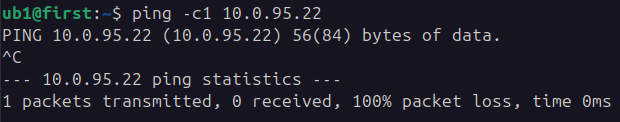 ub1@first:~$ ping -c1 10.0.95.22
PING 10.0.95.22 (10.0.95.22) 56(84) bytes of data.
^C
--- 10.0.95.22 ping statistics ---
1 packets transmitted, 0 received, 100% packet loss, time 0ms